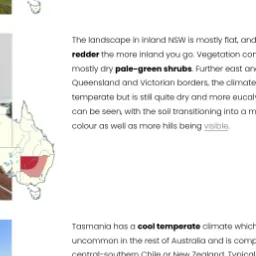 The landscape in inland NSW is mostly flat, and
redder the more inland you go. Vegetation con
mostly dry pale-green shrubs. Further east an
Queensland and Victorian borders, the climate
temperate but is still quite dry and more eucal
can be seen, with the soil transitioning into a m
colour as well as more hills being visible.
Tasmania has a cool temperate climate which
uncommon in the rest of Australia and is comp
central-southern Chile or New Zealand. Typical